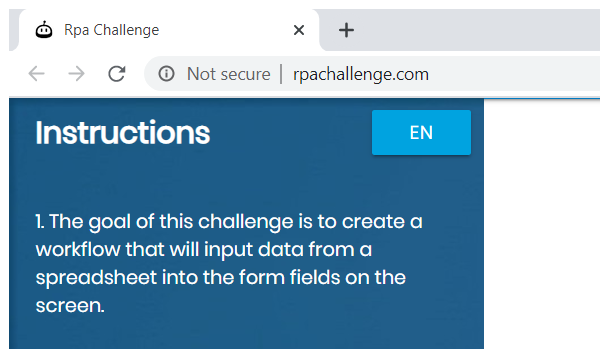 Rpa Challenge
Not secure | rpachallenge.com
Instructions
EN
1. The goal of this challenge is to create a
workflow that will input data from a
spreadsheet into the form fields on the
screen.